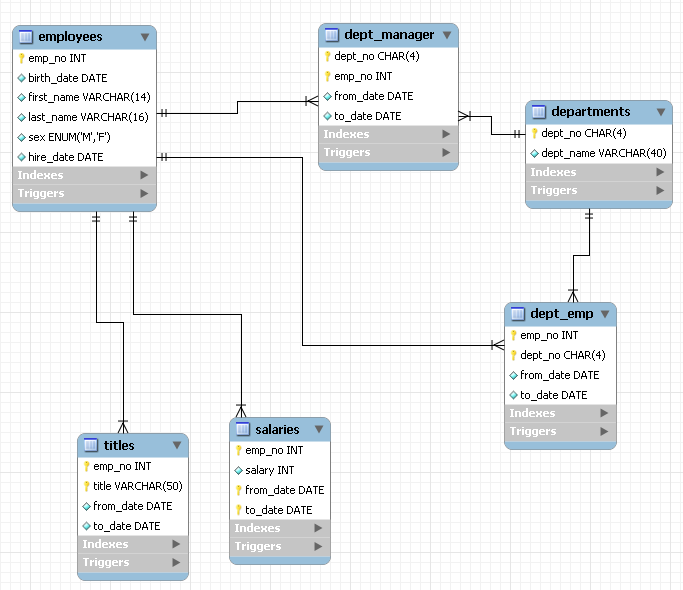 employees
emp_no INT
birth_date DATE
first_name VARCHAR(14)
last_name VARCHAR(16)
sex ENUM('M','F')
hire_date DATE
Indexes
Triggers
dept_manager
dept_no CHAR(4)
emp_no INT
from_date DATE
to_date DATE
Indexes
Triggers
departments
dept_no CHAR(4)
dept_name VARCHAR(40)
Indexes
Triggers
dept_emp
emp_no INT
dept_no CHAR(4)
from_date DATE
to_date DATE
Indexes
Triggers
titles
emp_no INT
title VARCHAR(50)
from_date DATE
to_date DATE
Indexes
Triggers
salaries
emp_no INT
salary INT
from_date DATE
to_date DATE
Indexes
Triggers